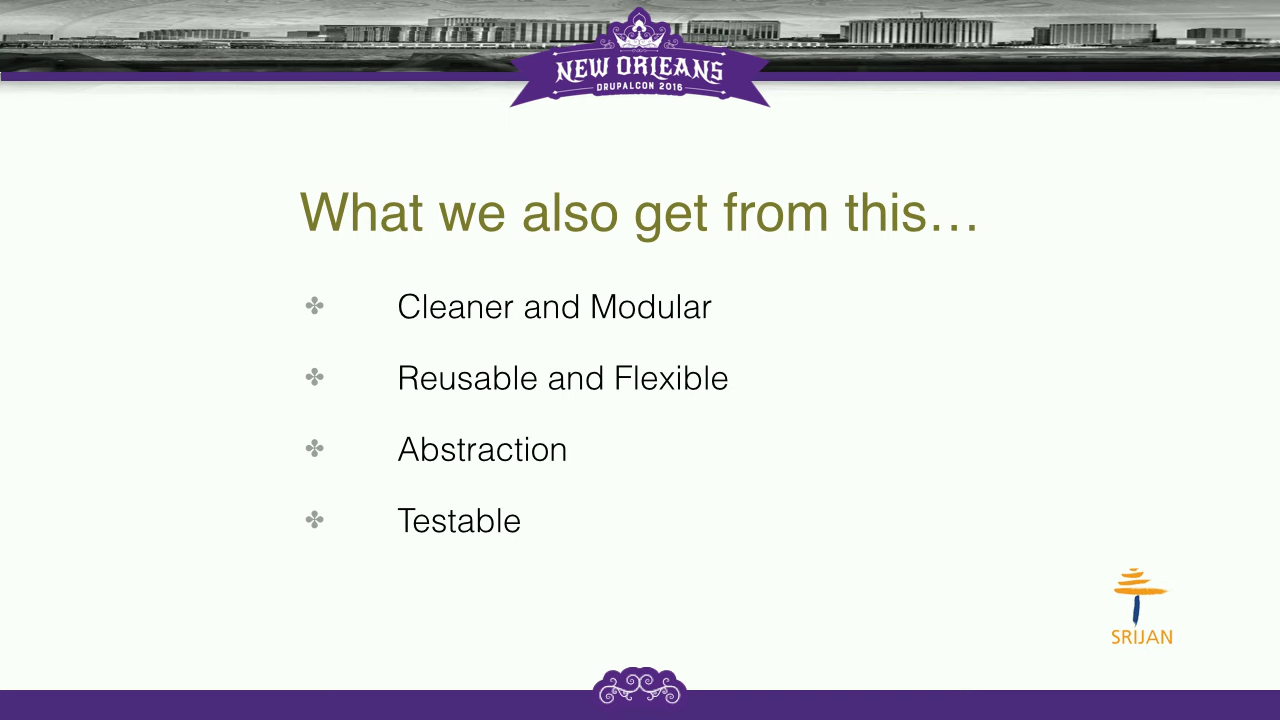 NEW ORLEANS
DRUPALCON 2016
What we also get from this…
Cleaner and Modular
Reusable and Flexible
Abstraction
Testable
SRIJAN